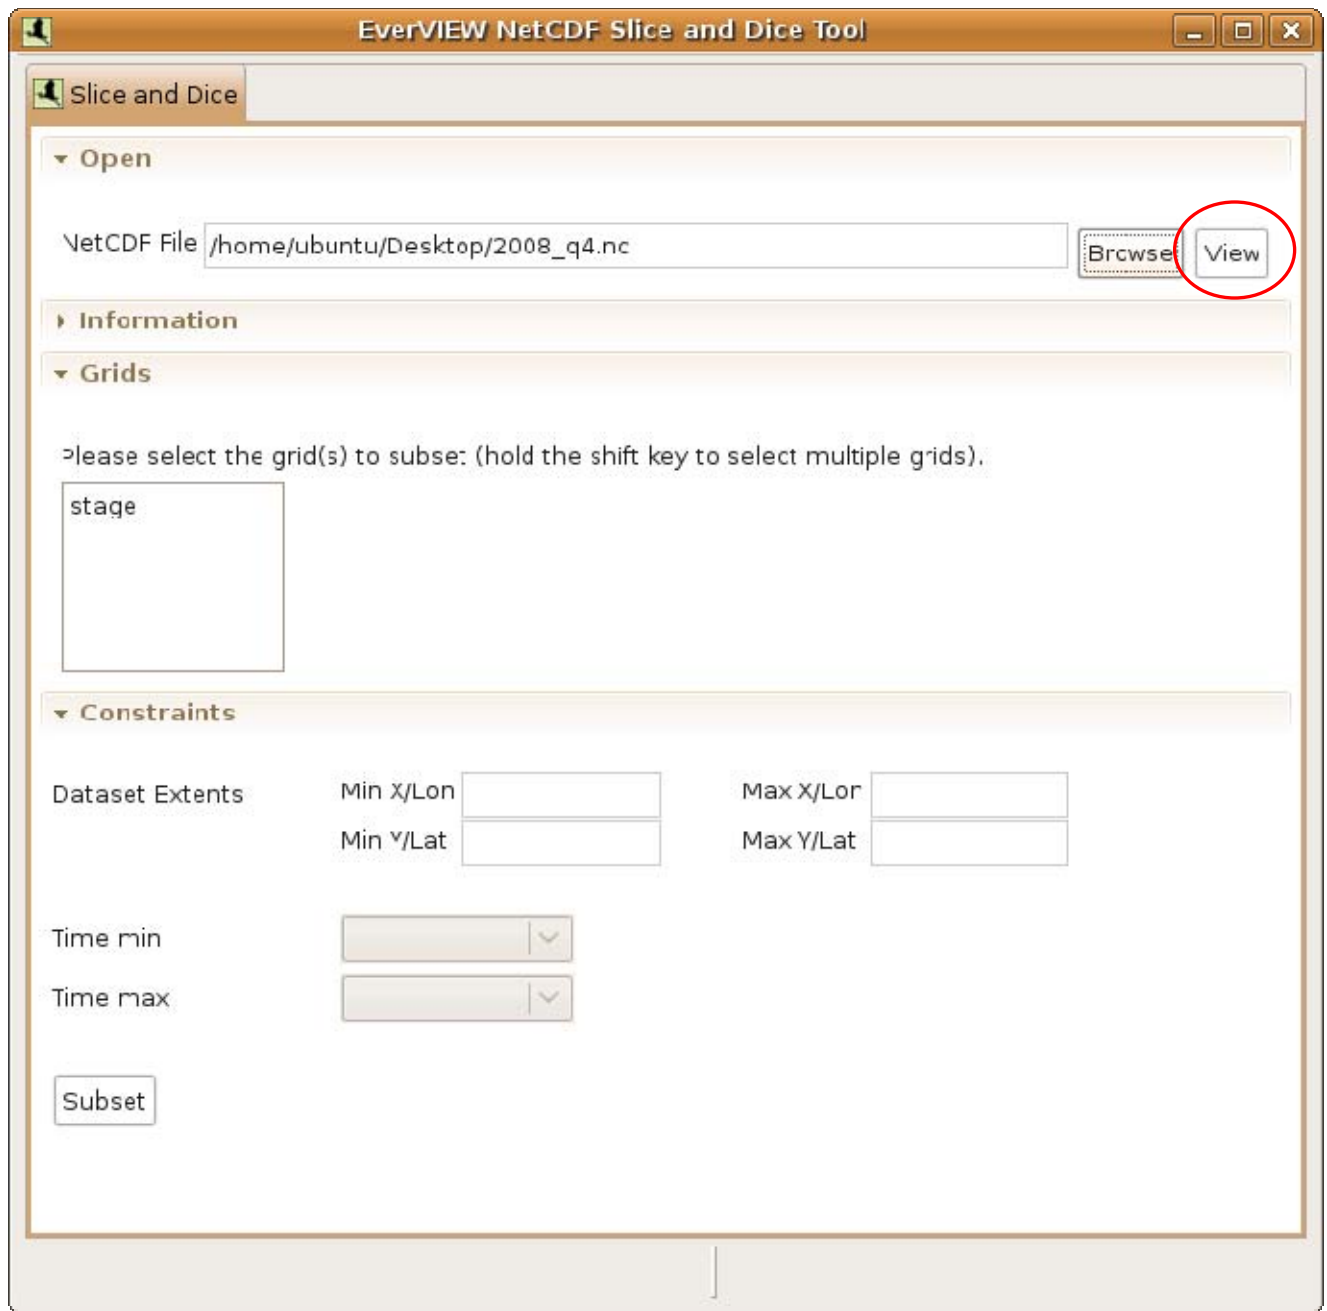 EverVIEW NetCDF Slice and Dice Tool
Slice and Dice
Open
NetCDF File /home/ubuntu/Desktop/2008_q4.nc Browse View
Information
Grids
Please select the grid(s) to subset (hold the shift key to select multiple grids).
stage
Constraints
Dataset Extents Min X/Lon Max X/Lon
Min Y/Lat Max Y/Lat
Time min
Time max
Subset